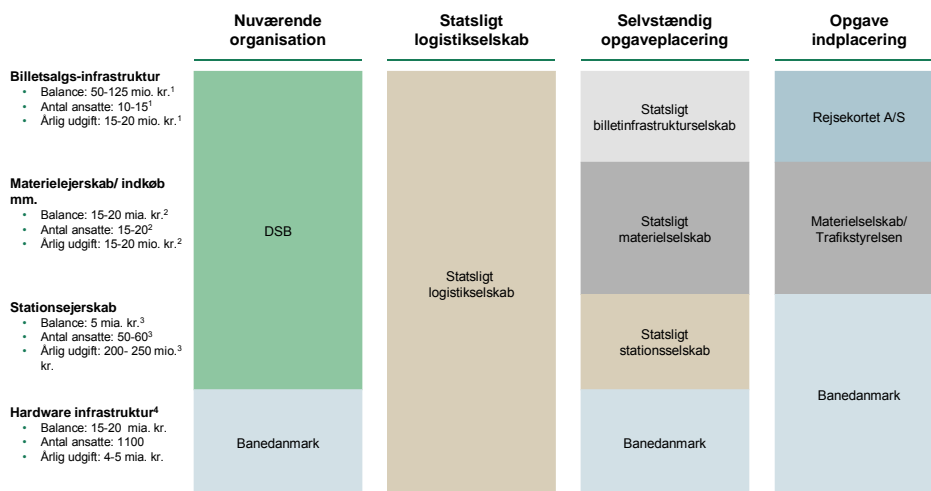 Nuværende
organisation
Statsligt
logistikselskab
Selvstændig
opgaveplacering
Opgave
indplacering
Billetsalgs-infrastruktur
• Balance: 50-125 mio. kr.¹
• Antal ansatte: 10-15¹
• Årlig udgift: 15-20 mio. kr.¹
Materielejerskab/ indkøb
mm.
• Balance: 15-20 mia. kr.²
• Antal ansatte: 15-20²
• Årlig udgift: 15-20 mio. kr.²
Stationsejerskab
• Balance: 5 mia. kr.³
• Antal ansatte: 50-60³
• Årlig udgift: 200- 250 mio.³
kr.
Hardware infrastruktur⁴
• Balance: 15-20 mia. kr.
• Antal ansatte: 1100
• Årlig udgift: 4-5 mia. kr.
DSB
Banedanmark
Statsligt
logistikselskab
Statsligt
billetinfrastrukturselskab
Statsligt
materielselskab
Statsligt
stationsselskab
Banedanmark
Rejsekortet A/S
Materielselskab/
Trafikstyrelsen
Banedanmark